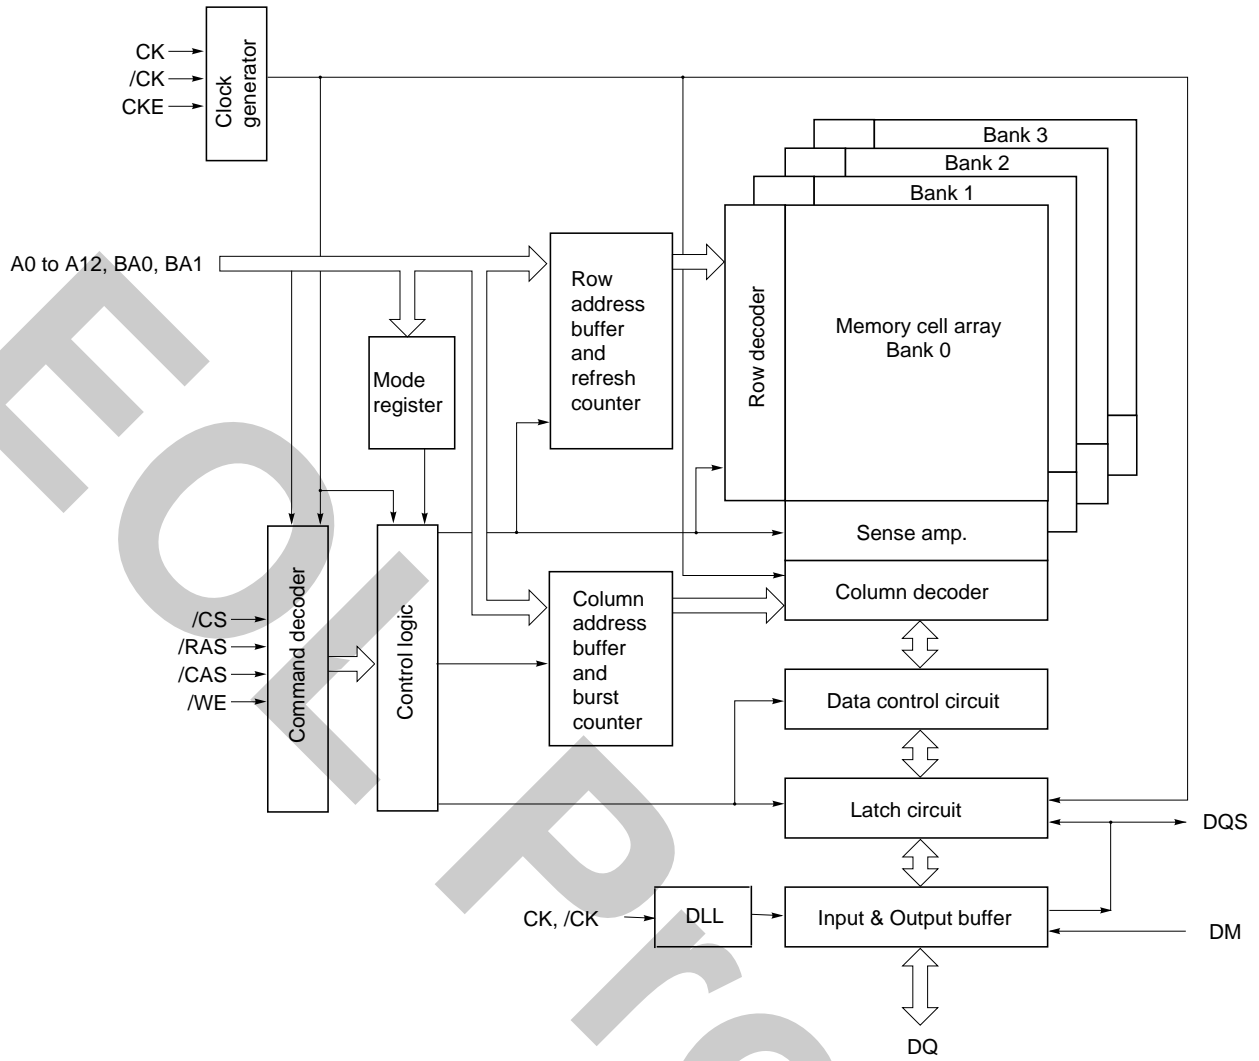 CK
/CK
CKE
Clock
generator
Bank 3
Bank 2
Bank 1
A0 to A12, BA0, BA1
Row
address
buffer
and
refresh
counter
Row decoder
Memory cell array
Bank 0
Mode
register
Sense amp.
Column decoder
Command decoder
Control logic
Column
address
buffer
and
burst
counter
/CS
/RAS
/CAS
/WE
Data control circuit
Latch circuit
DQS
CK, /CK
DLL
Input & Output buffer
DM
DQ
EOL Pro